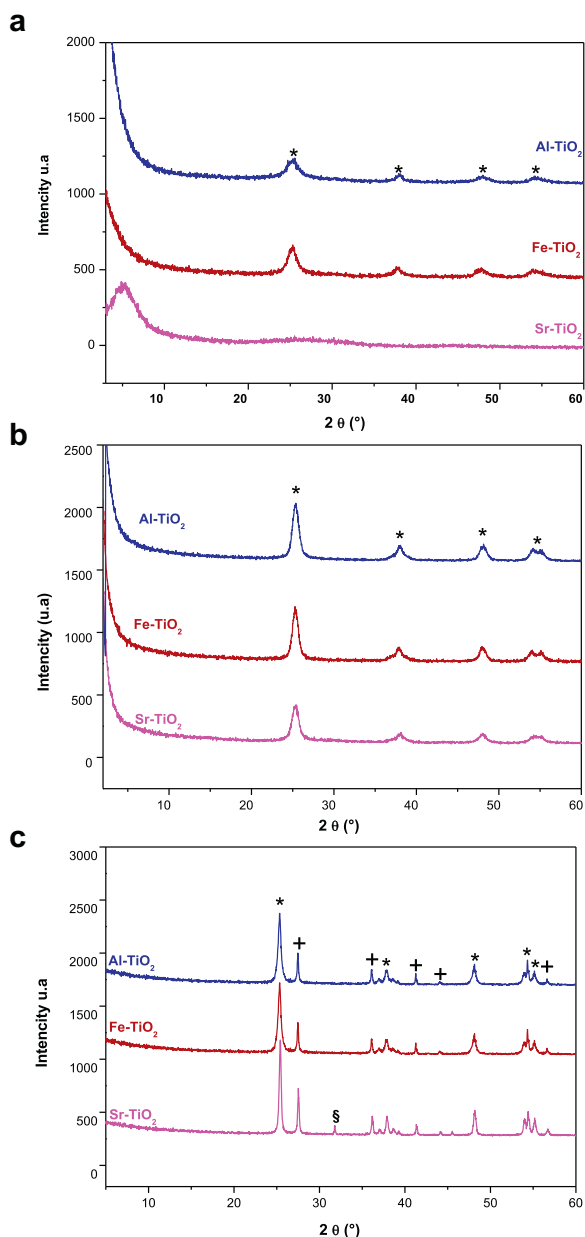 a
2000
1500
1000
500
0
Intencity u.a
* * * *
Al-TiO₂
Fe-TiO₂
Sr-TiO₂
10 20 30 40 50 60
2 θ (°)
b
2500
2000
1500
1000
500
0
Intencity (u.a)
* * * *
Al-TiO₂
Fe-TiO₂
Sr-TiO₂
10 20 30 40 50 60
2 θ (°)
c
3000
2500
2000
1500
1000
500
0
Intencity u.a
* + + * + + * * * +
Al-TiO₂
Fe-TiO₂
Sr-TiO₂
§
10 20 30 40 50 60
2 θ (°)